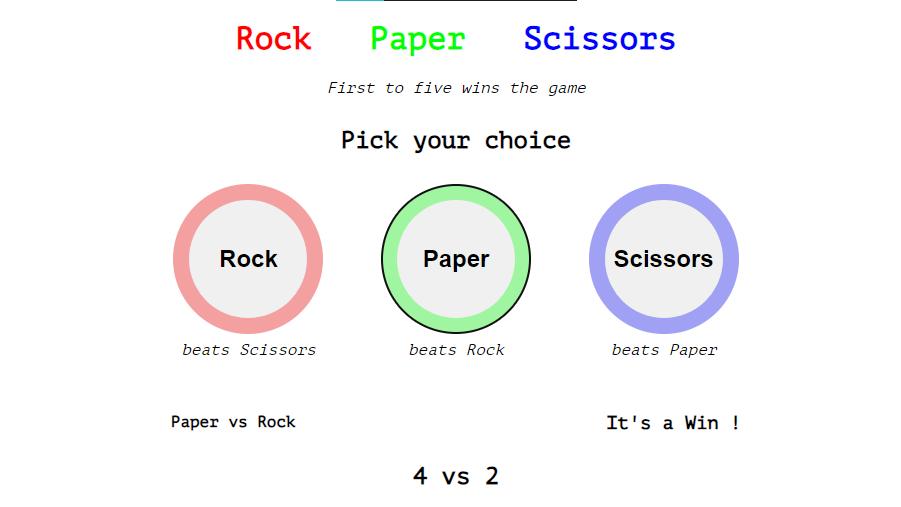 Rock Paper Scissors
First to five wins the game
Pick your choice
Rock Paper Scissors
beats Scissors beats Rock beats Paper
Paper vs Rock It's a Win !
4 vs 2